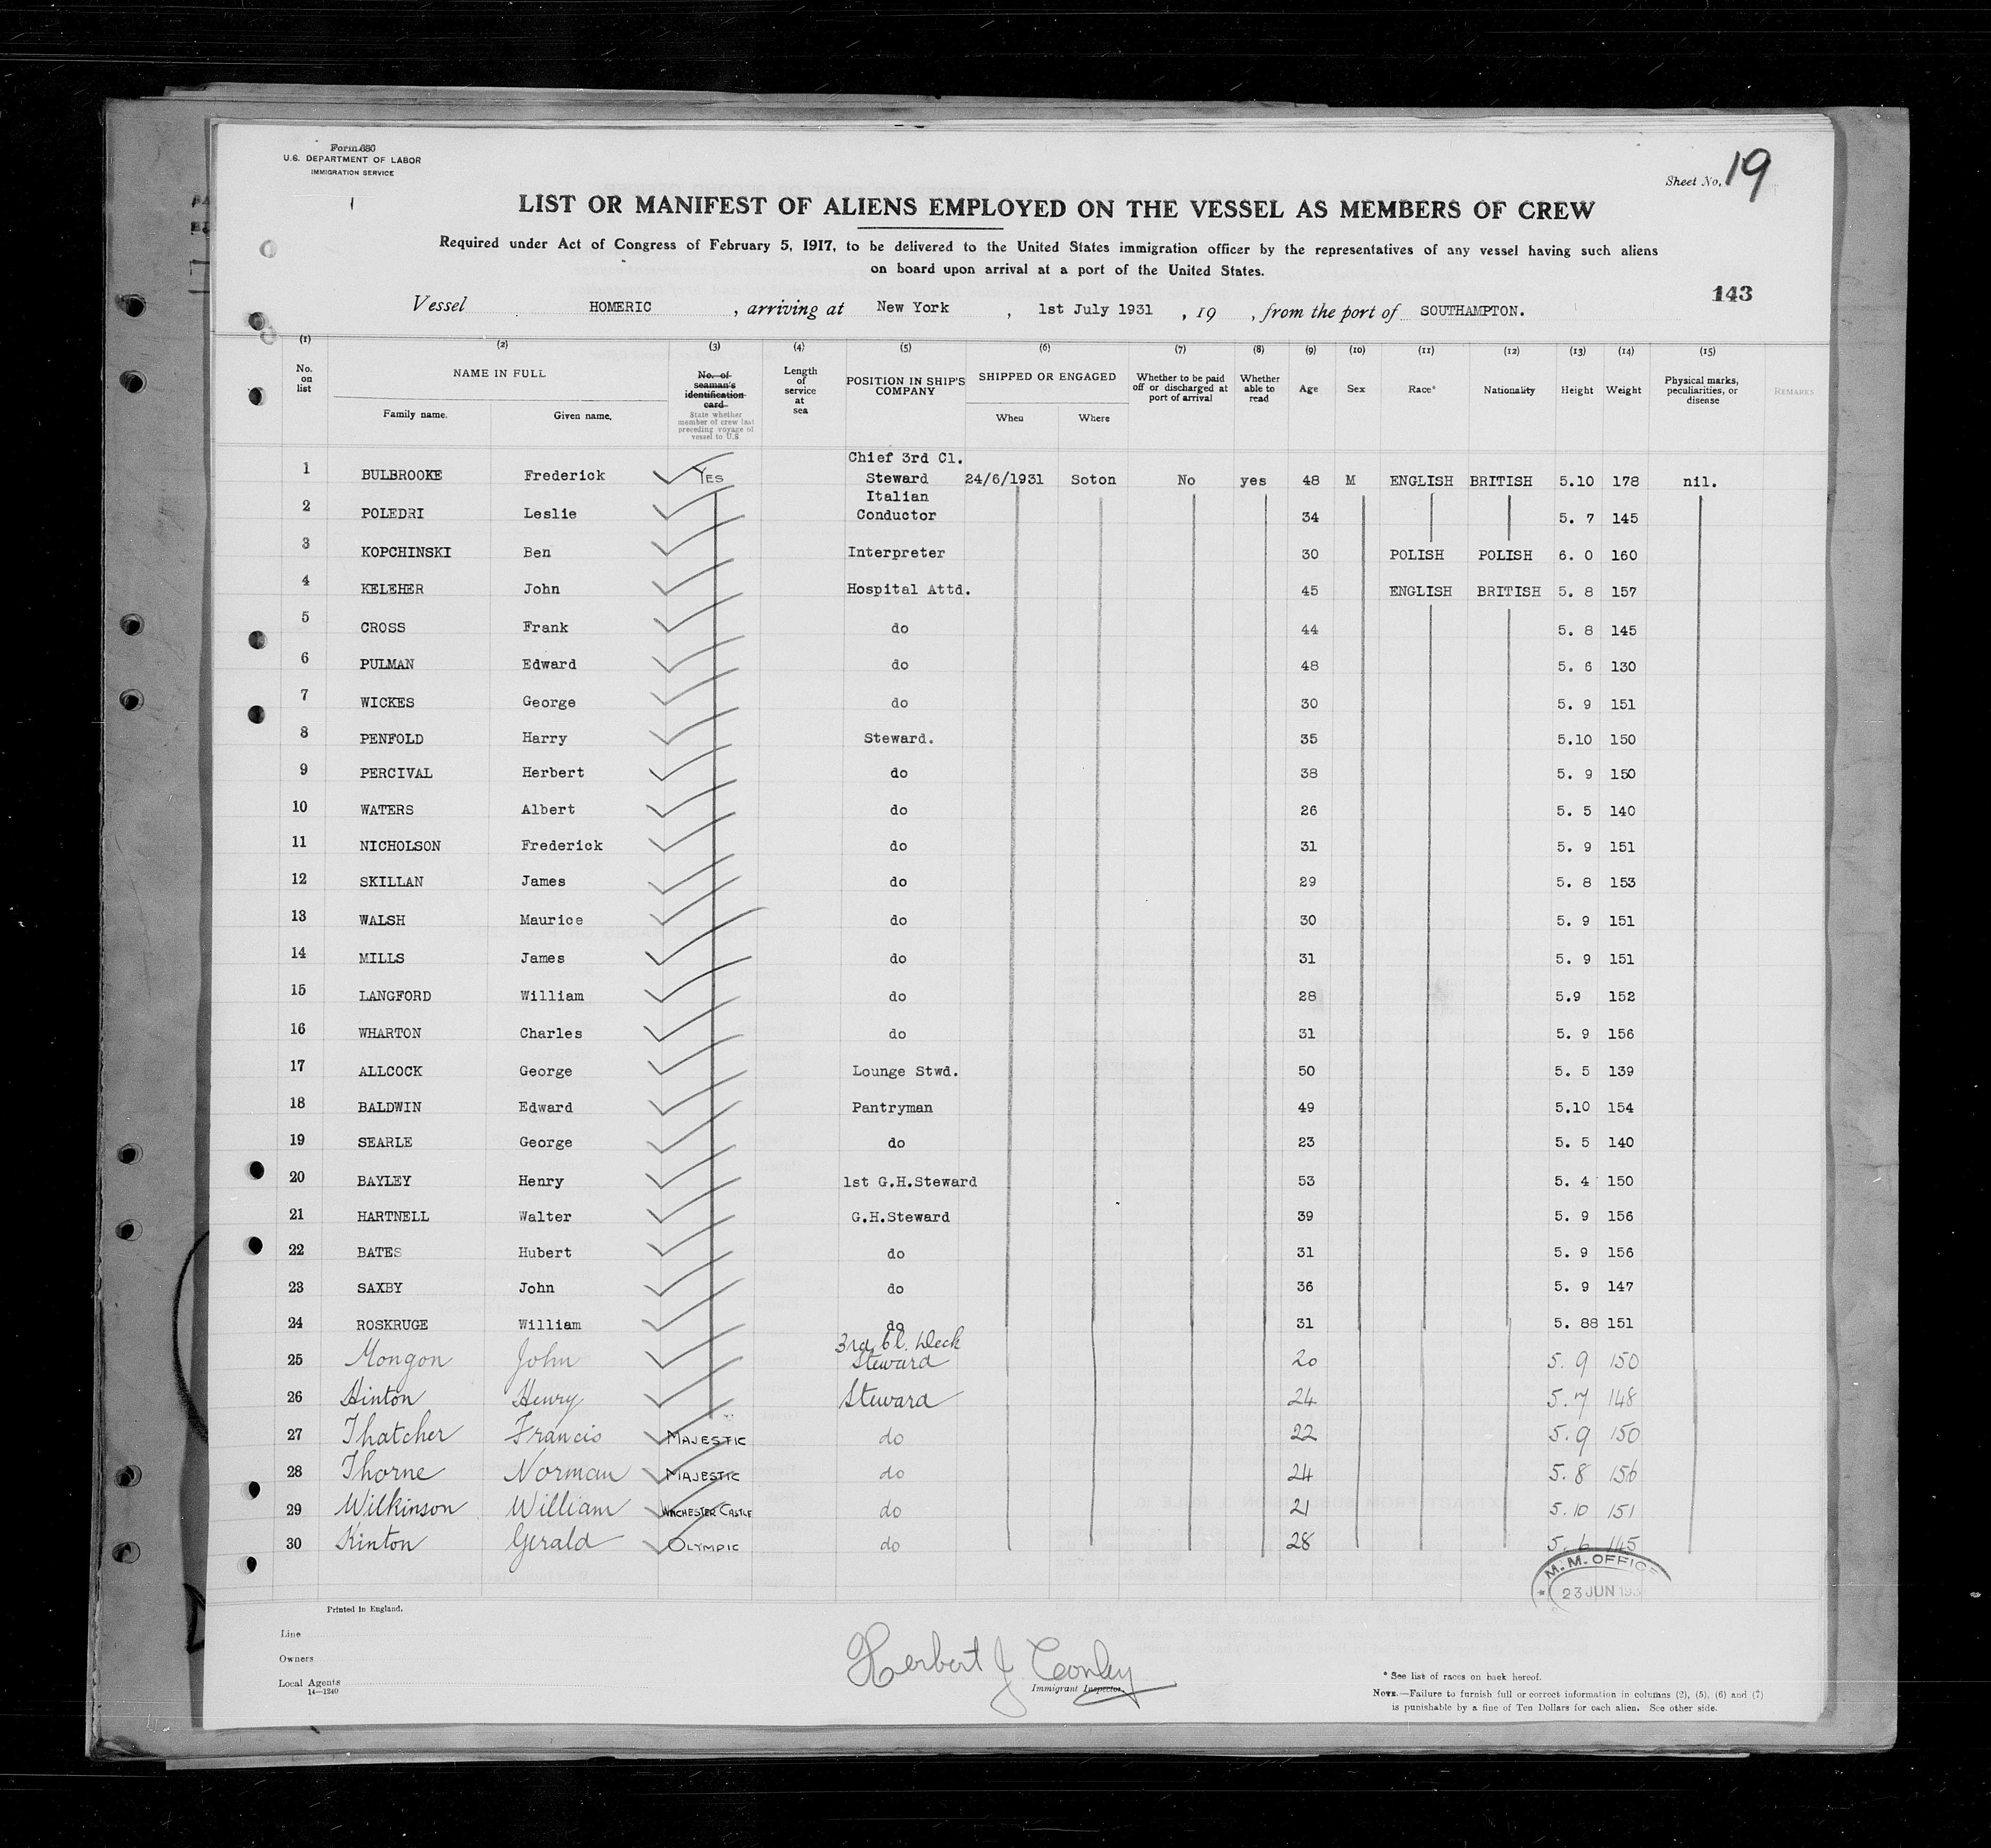 Form 680
U.S. DEPARTMENT OF LABOR
IMMIGRATION SERVICE
Sheet No. 19
LIST OR MANIFEST OF ALIENS EMPLOYED ON THE VESSEL AS MEMBERS OF CREW
Required under Act of Congress of February 5, 1917, to be delivered to the United States immigration officer by the representatives of any vessel having such aliens
on board upon arrival at a port of the United States.
143
Vessel HOMERIC, arriving at New York, 1st July 1931, 19, from the port of SOUTHAMPTON.
(1) (2) (3) (4) (5) (6) (7) (8) (9) (10) (11) (12) (13) (14) (15)
No. on list
NAME IN FULL
Family name. Given name.
No. of seaman's identification card
State whether member of crew last preceding voyage of vessel to U.S.
Length of service at sea
POSITION IN SHIP'S COMPANY
SHIPPED OR ENGAGED
When Where
Whether to be paid off or discharged at port of arrival
Whether able to read
Age
Sex
Race*
Nationality
Height
Weight
Physical marks, peculiarities, or disease
REMARKS
1 BULBROOKE Frederick YES Chief 3rd Cl. Steward 24/6/1931 Soton No yes 48 M ENGLISH BRITISH 5.10 178 nil.
2 POLEDRI Leslie Italian Conductor 34 5. 7 145
3 KOPCHINSKI Ben Interpreter 30 POLISH POLISH 6. 0 160
4 KELEHER John Hospital Attd. 45 ENGLISH BRITISH 5. 8 157
5 CROSS Frank do 44 5. 8 145
6 PULMAN Edward do 48 5. 6 130
7 WICKES George do 30 5. 9 151
8 PENFOLD Harry Steward. 35 5.10 150
9 PERCIVAL Herbert do 38 5. 9 150
10 WATERS Albert do 26 5. 5 140
11 NICHOLSON Frederick do 31 5. 9 151
12 SKILLAN James do 29 5. 8 153
13 WALSH Maurice do 30 5. 9 151
14 MILLS James do 31 5. 9 151
15 LANGFORD William do 28 5.9 152
16 WHARTON Charles do 31 5. 9 156
17 ALLCOCK George Lounge Stwd. 50 5. 5 139
18 BALDWIN Edward Pantryman 49 5.10 154
19 SEARLE George do 23 5. 5 140
20 BAYLEY Henry 1st G.H.Steward 53 5. 4 150
21 HARTNELL Walter G.H.Steward 39 5. 9 156
22 BATES Hubert do 31 5. 9 156
23 SAXBY John do 36 5. 9 147
24 ROSKRUGE William do 31 5. 88 151
25 Mongon John 3rd Cl. Deck Steward 20 5. 9 150
26 Hinton Henry Steward 24 5.7 148
27 Thatcher Francis MAJESTIC do 22 5.9 150
28 Thorne Norman MAJESTIC do 24 5.8 156
29 Wilkinson William WINCHESTER CASTLE do 21 5.10 151
30 Kinton Gerald OLYMPIC do 28 5.6 145
M.M. OFFICE
23 JUN 193
Printed in England.
Line
Owners
Local Agents
14—1240
Herbert J. Conley
Immigrant Inspector.
* See list of races on back hereof.
NOTE.—Failure to furnish full or correct information in columns (2), (5), (6) and (7)
is punishable by a fine of Ten Dollars for each alien. See other side.